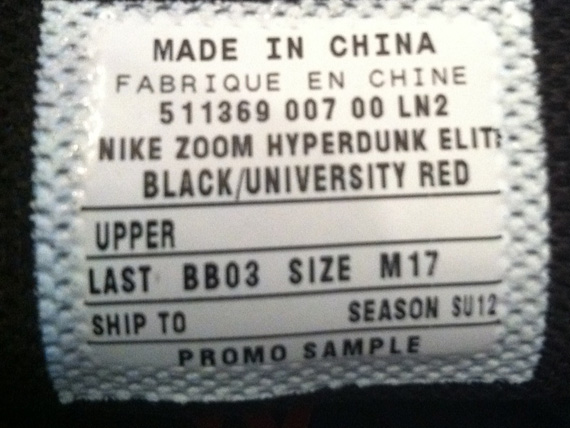 MADE IN CHINA
FABRIQUE EN CHINE
511369 007 00 LN2
NIKE ZOOM HYPERDUNK ELITE
BLACK/UNIVERSITY RED
UPPER
LAST BB03 SIZE M17
SHIP TO SEASON SU12
PROMO SAMPLE